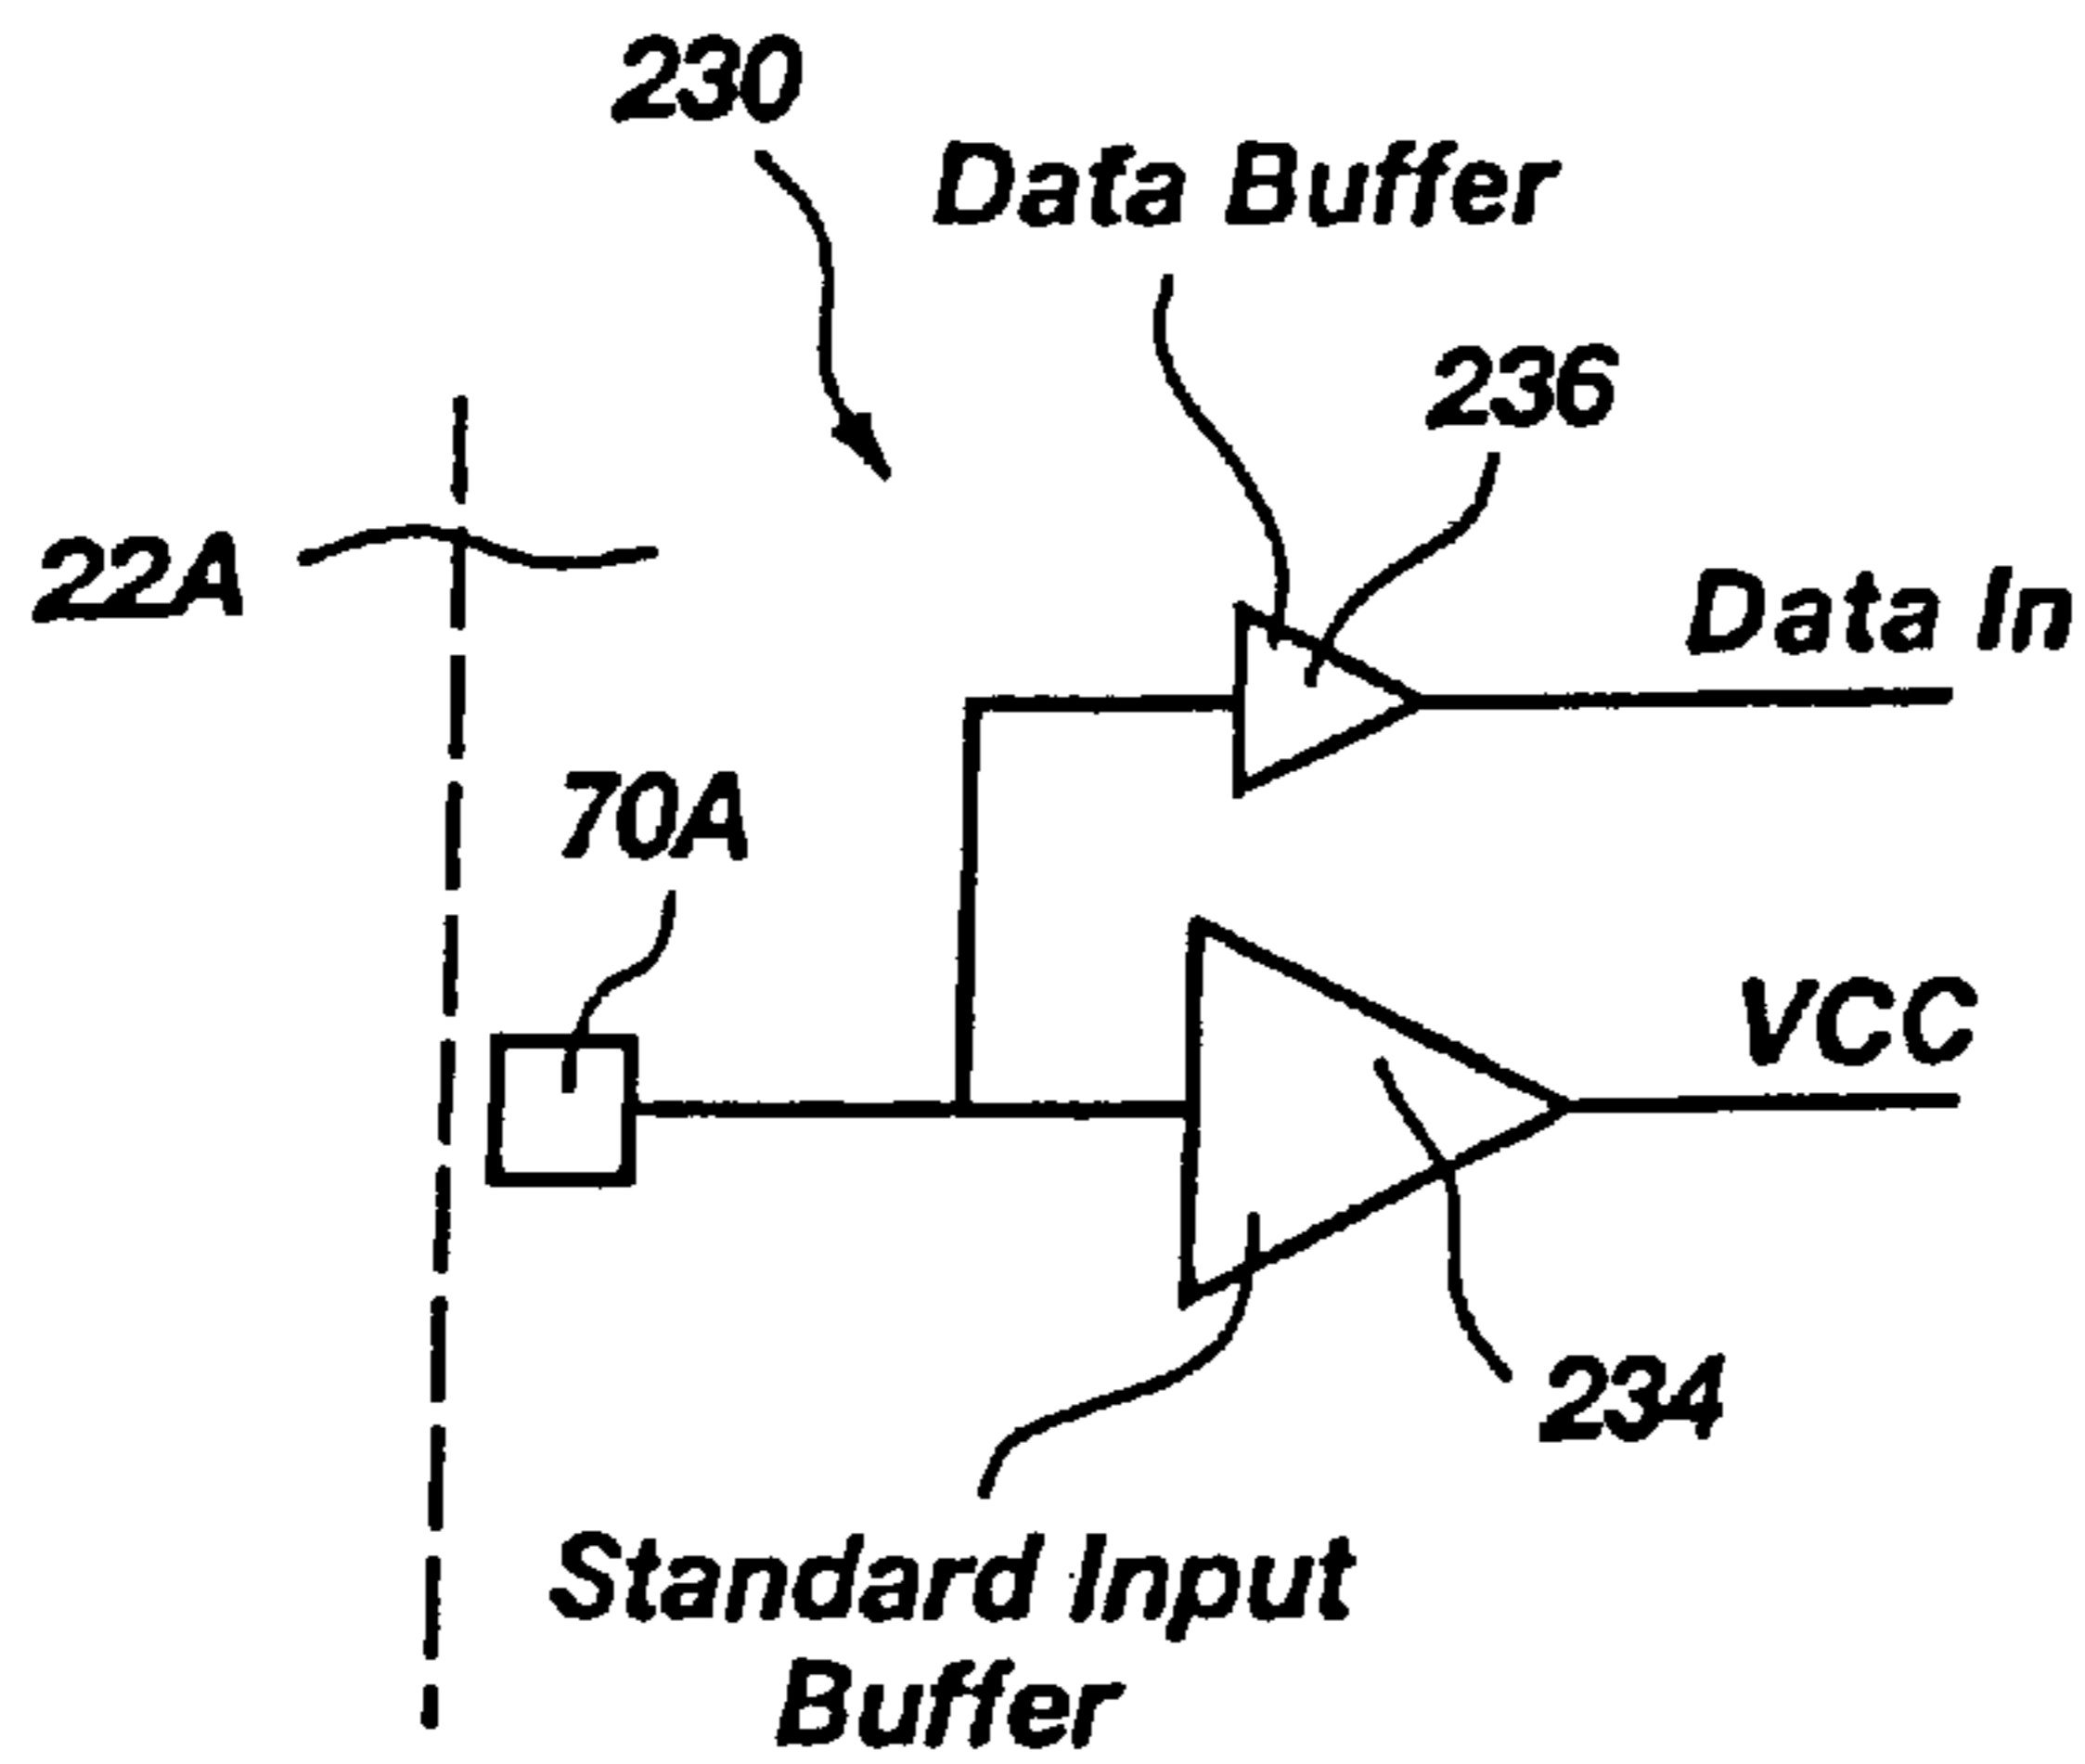 230
Data Buffer
236
22A
Data In
70A
VCC
234
Standard Input
Buffer